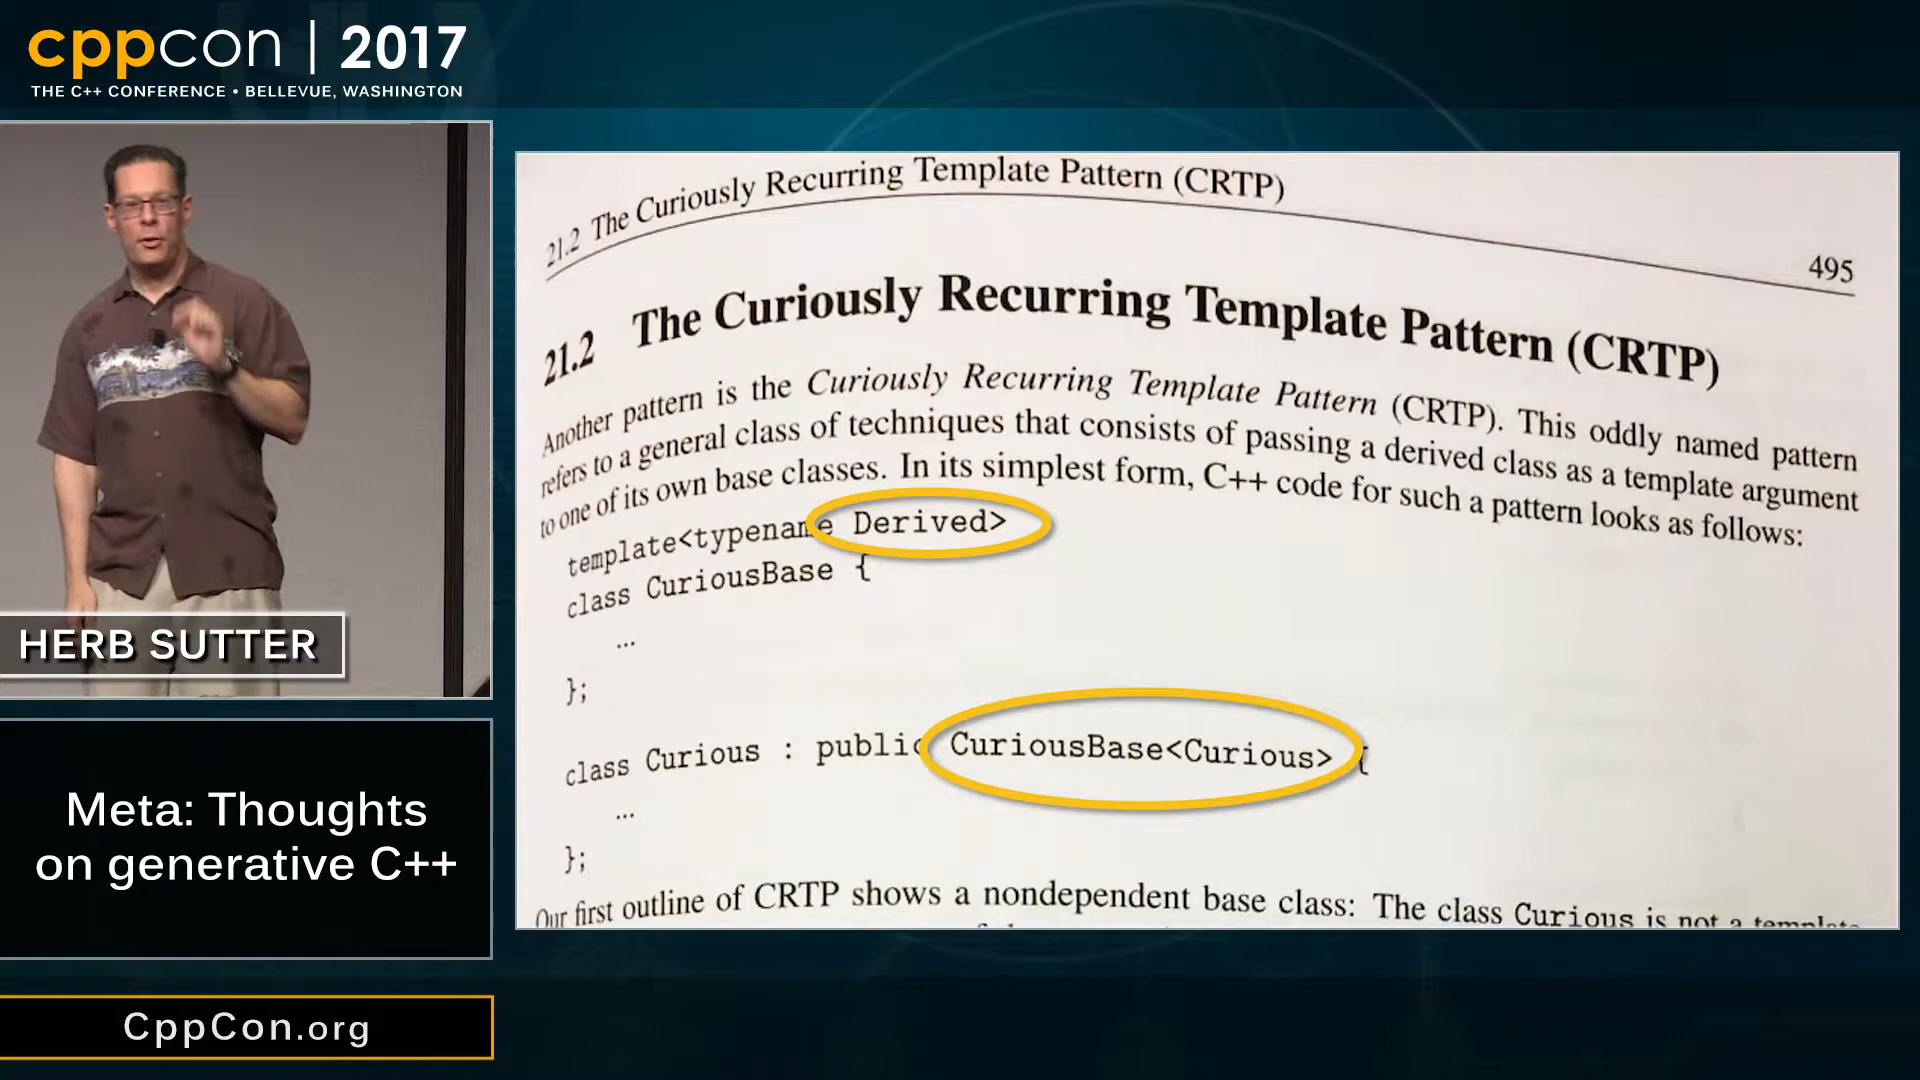 cppcon | 2017
THE C++ CONFERENCE • BELLEVUE, WASHINGTON
HERB SUTTER
Meta: Thoughts
on generative C++
CppCon.org
21.2 The Curiously Recurring Template Pattern (CRTP)
495
21.2 The Curiously Recurring Template Pattern (CRTP)
Another pattern is the Curiously Recurring Template Pattern (CRTP). This oddly named pattern
refers to a general class of techniques that consists of passing a derived class as a template argument
to one of its own base classes. In its simplest form, C++ code for such a pattern looks as follows:
template<typename Derived>
class CuriousBase {
...
};
class Curious : public CuriousBase<Curious> {
...
};
Our first outline of CRTP shows a nondependent base class: The class Curious is not a template